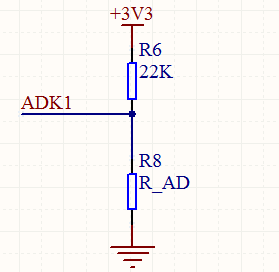 +3V3
R6
22K
ADK1
R8
R_AD